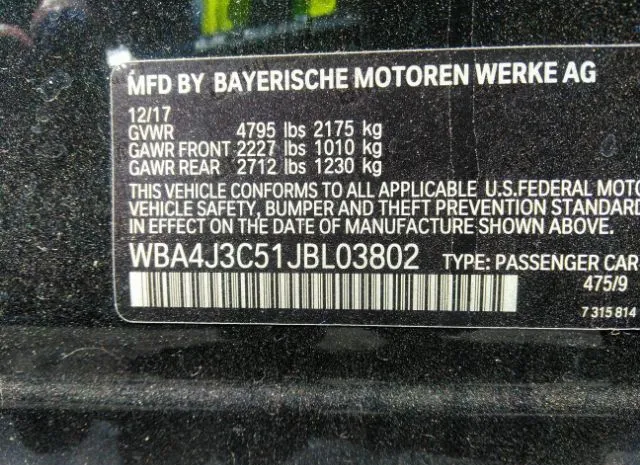 MFD BY BAYERISCHE MOTOREN WERKE AG
12/17
GVWR 4795 lbs 2175 kg
GAWR FRONT 2227 lbs 1010 kg
GAWR REAR 2712 lbs 1230 kg
THIS VEHICLE CONFORMS TO ALL APPLICABLE U.S.FEDERAL MOTO
VEHICLE SAFETY, BUMPER AND THEFT PREVENTION STANDARD
IN EFFECT ON THE DATE OF MANUFACTURE SHOWN ABOVE.
WBA4J3C51JBL03802 TYPE: PASSENGER CAR
475/9
7 315 814